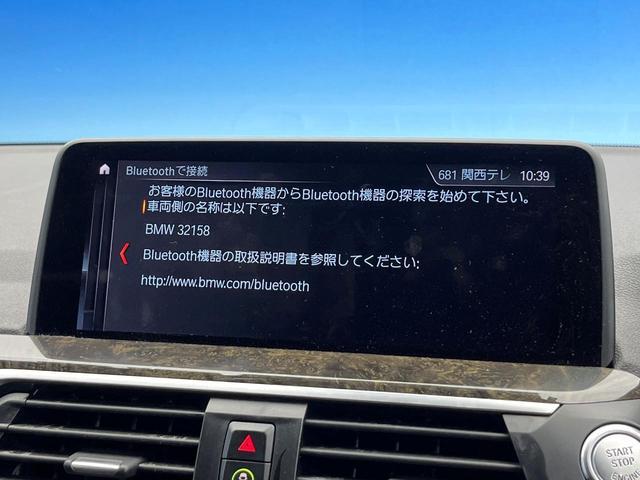 Bluetoothで接続
681 関西テレ 10:39
お客様のBluetooth機器からBluetooth機器の探索を始めて下さい。
車両側の名称は以下です:
BMW 32158
Bluetooth機器の取扱説明書を参照してください:
http://www.bmw.com/bluetooth
START
STOP
ENGINE